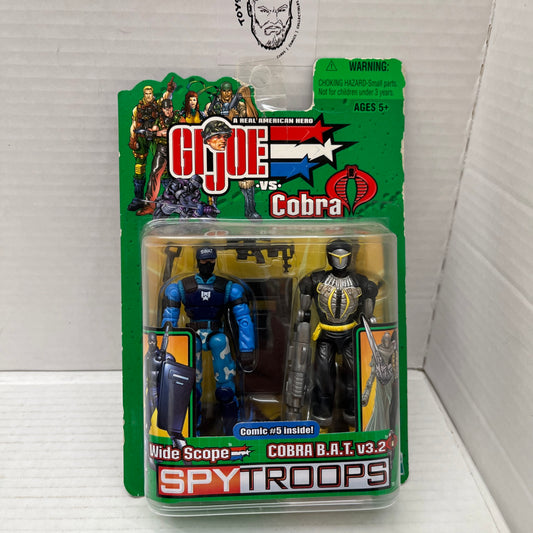 WARNING:
CHOKING HAZARD-Small parts.
Not for children under 3 years.
AGES 5+
A REAL AMERICAN HERO
GI JOE
·VS·
Cobra
SWAT
Comic #5 Inside!
Wide Scope
COBRA B.A.T. v3.2
SPYTROOPS